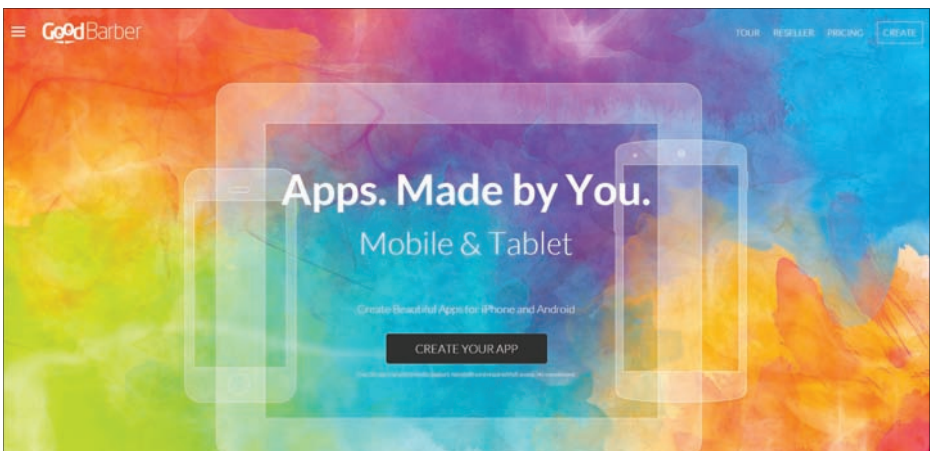 GoodBarber
TOUR RESELLER PRICING CREATE
Apps. Made by You.
Mobile & Tablet
Create Beautiful Apps for iPhone and Android
CREATE YOUR APP